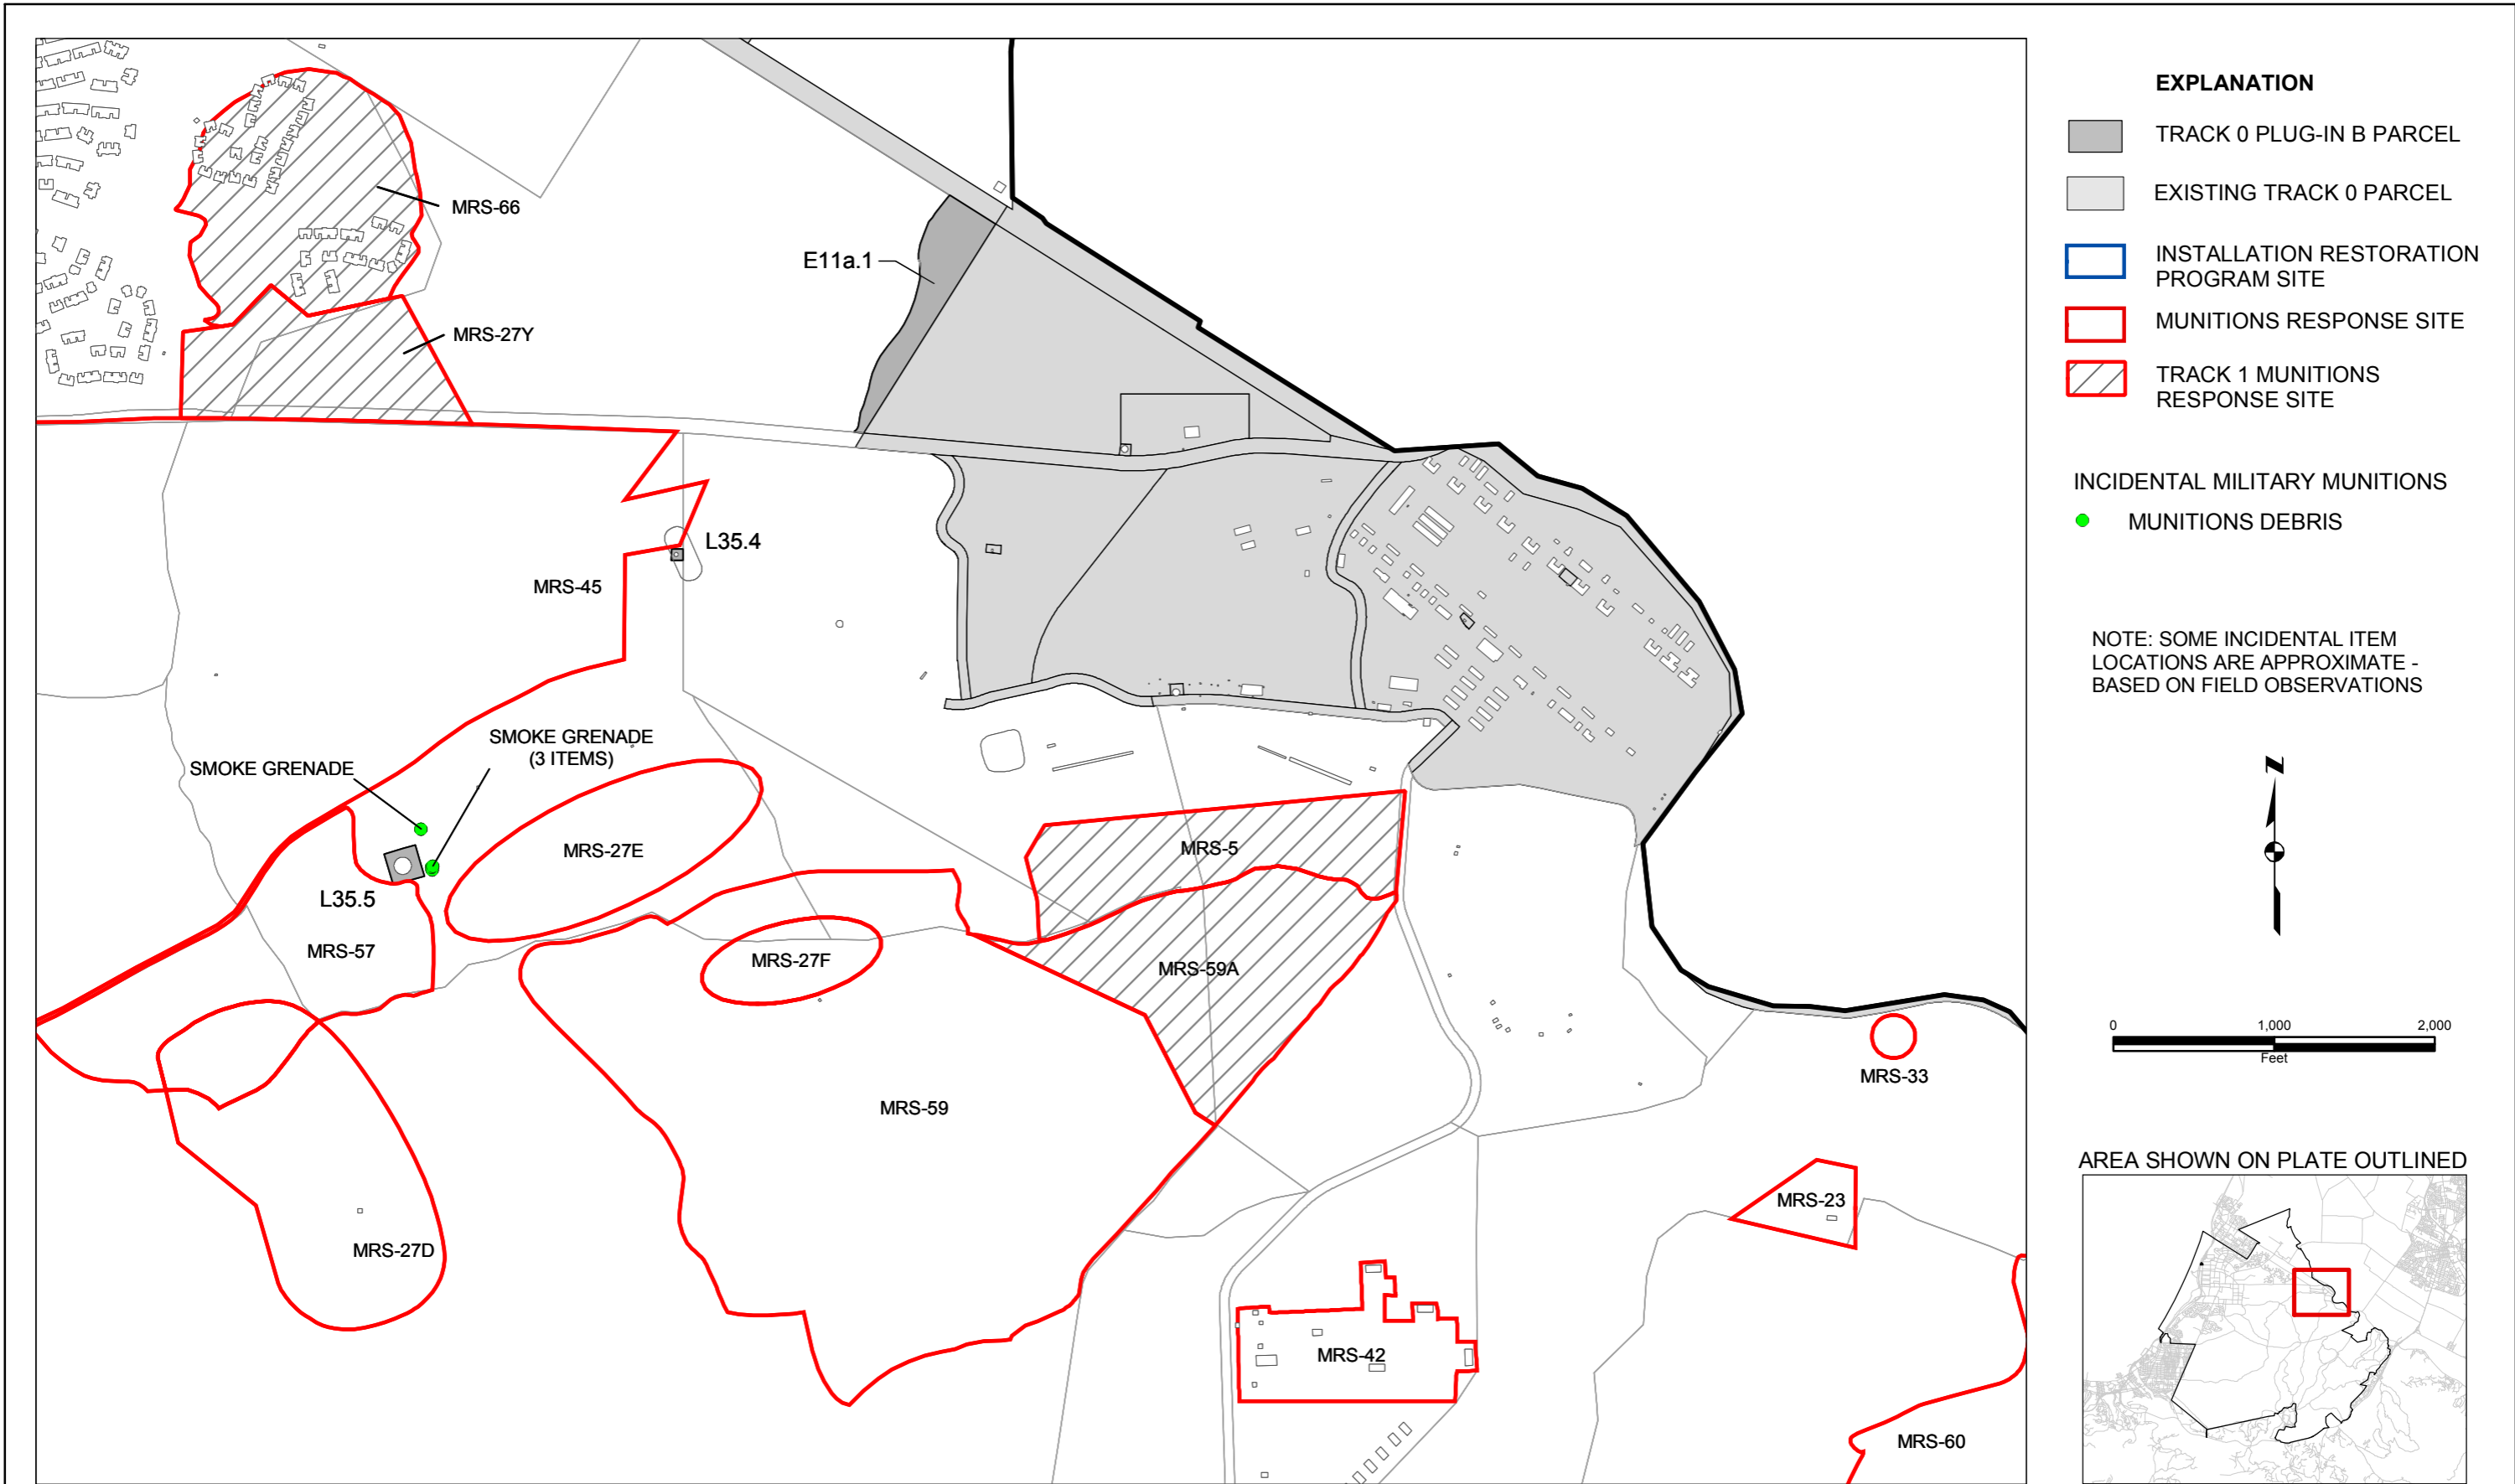 MRS-66
E11a.1
MRS-27Y
L35.4
MRS-45
SMOKE GRENADE
(3 ITEMS)
SMOKE GRENADE
MRS-27E
MRS-5
L35.5
MRS-57
MRS-27F
MRS-59A
MRS-33
MRS-59
MRS-23
MRS-27D
MRS-42
MRS-60
EXPLANATION
TRACK 0 PLUG-IN B PARCEL
EXISTING TRACK 0 PARCEL
INSTALLATION RESTORATION
PROGRAM SITE
MUNITIONS RESPONSE SITE
TRACK 1 MUNITIONS
RESPONSE SITE
INCIDENTAL MILITARY MUNITIONS
MUNITIONS DEBRIS
NOTE: SOME INCIDENTAL ITEM
LOCATIONS ARE APPROXIMATE -
BASED ON FIELD OBSERVATIONS
N
0 1,000 2,000
Feet
AREA SHOWN ON PLATE OUTLINED